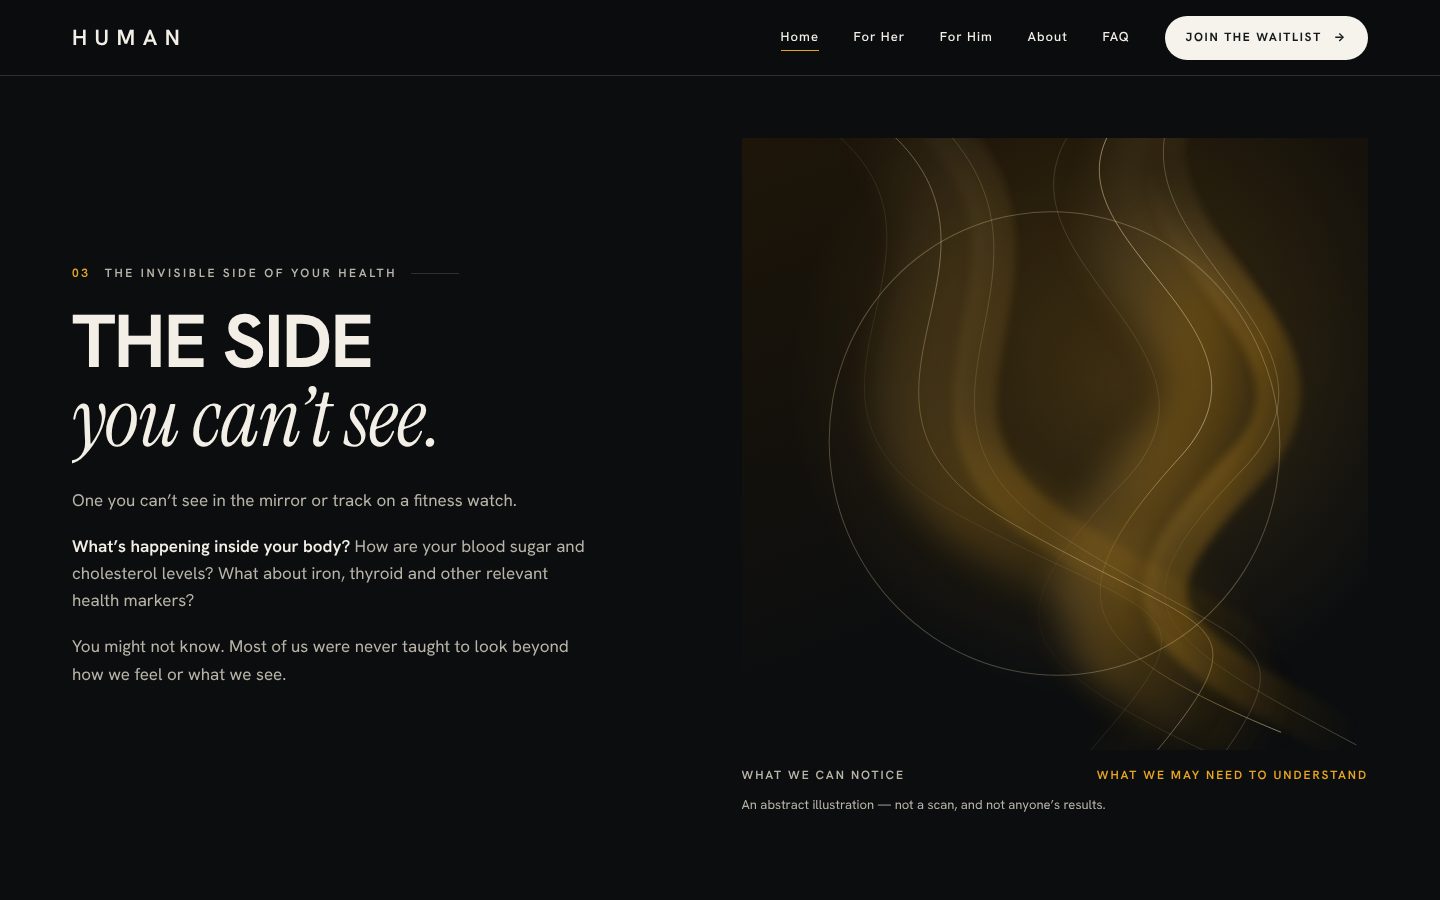 HUMAN
Home
For Her
For Him
About
FAQ
JOIN THE WAITLIST →
03 THE INVISIBLE SIDE OF YOUR HEALTH
THE SIDE
you can’t see.
One you can’t see in the mirror or track on a fitness watch.
What’s happening inside your body? How are your blood sugar and
cholesterol levels? What about iron, thyroid and other relevant
health markers?
You might not know. Most of us were never taught to look beyond
how we feel or what we see.
WHAT WE CAN NOTICE
WHAT WE MAY NEED TO UNDERSTAND
An abstract illustration — not a scan, and not anyone’s results.